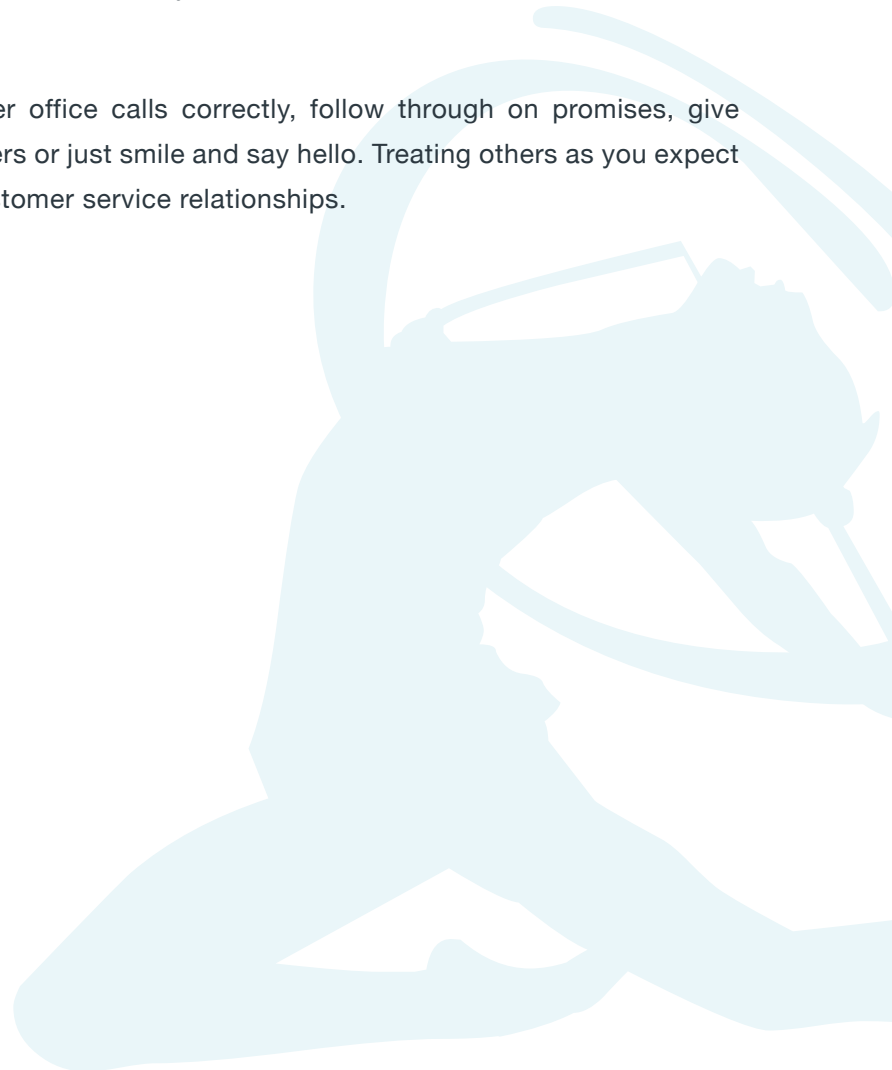 er office calls correctly, follow through on promises, give
ers or just smile and say hello. Treating others as you expect
tomer service relationships.